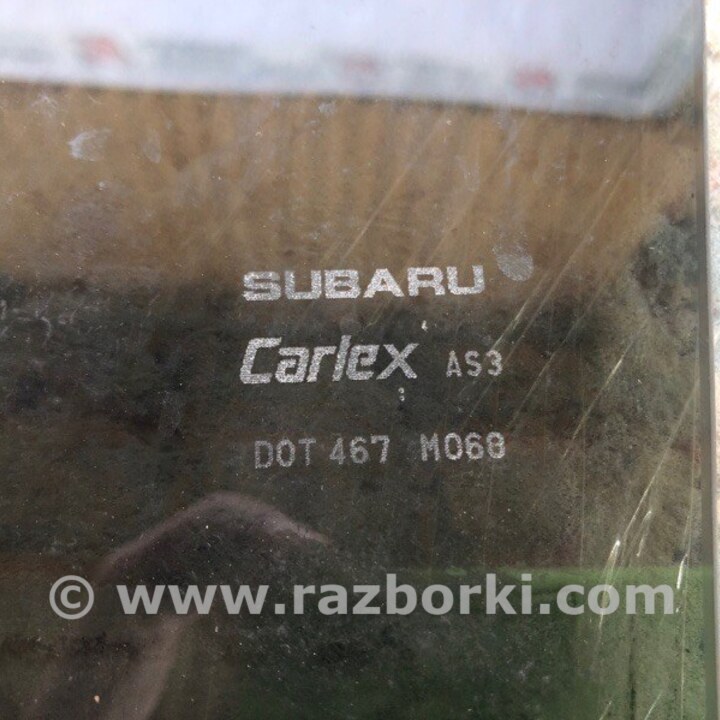 SUBARU
Carlex AS3
DOT 467 M068
© www.razborki.com